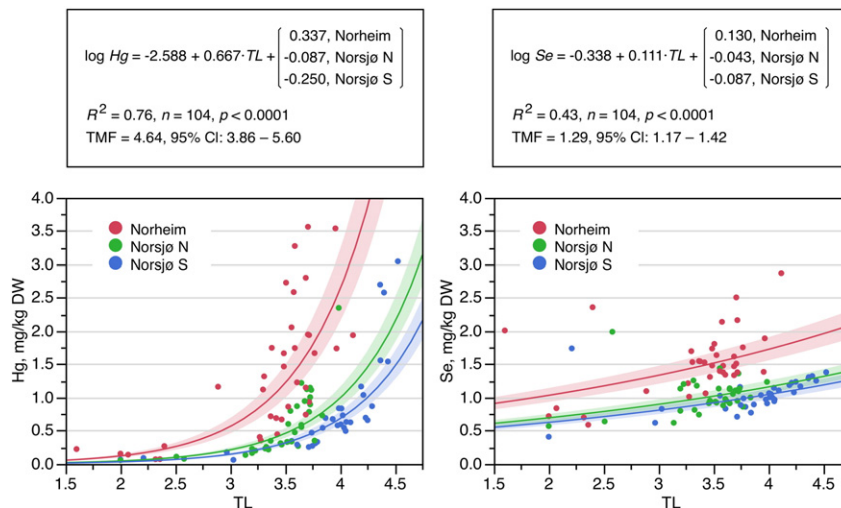 log Hg = -2.588 + 0.667·TL + 
0.337, Norheim
-0.087, Norsjø N
-0.250, Norsjø S
R² = 0.76, n = 104, p < 0.0001
TMF = 4.64, 95% CI: 3.86 – 5.60
log Se = -0.338 + 0.111·TL + 
0.130, Norheim
-0.043, Norsjø N
-0.087, Norsjø S
R² = 0.43, n = 104, p < 0.0001
TMF = 1.29, 95% CI: 1.17 – 1.42
Hg, mg/kg DW
4.0
3.5
3.0
2.5
2.0
1.5
1.0
0.5
0.0
Norheim
Norsjø N
Norsjø S
1.5 2 2.5 3 3.5 4 4.5
TL
Se, mg/kg DW
4.0
3.5
3.0
2.5
2.0
1.5
1.0
0.5
0.0
Norheim
Norsjø N
Norsjø S
1.5 2 2.5 3 3.5 4 4.5
TL